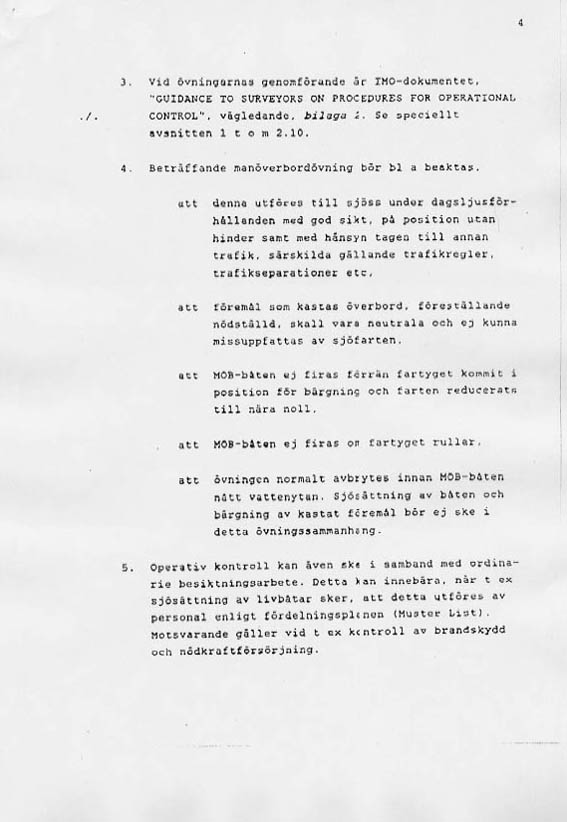 4
3. Vid övningarnas genomförande är IMO-dokumentet,
"GUIDANCE TO SURVEYORS ON PROCEDURES FOR OPERATIONAL
./. CONTROL", vägledande, bilaga 2. Se speciellt
avsnitten 1 t o m 2.10.
4. Beträffande manöverbordövning bör bl a beaktas,
att denna utföres till sjöss under dagsljusför-
hållanden med god sikt, på position utan
hinder samt med hänsyn tagen till annan
trafik, särskilda gällande trafikregler,
trafikseparationer etc,
att föremål som kastas överbord, föreställande
nödställd, skall vara neutrala och ej kunna
missuppfattas av sjöfarten,
att MOB-båten ej firas förrän fartyget kommit i
position för bärgning och farten reducerats
till nära noll,
att MOB-båten ej firas om fartyget rullar,
att övningen normalt avbrytes innan MOB-båten
nått vattenytan. Sjösättning av båten och
bärgning av kastat föremål bör ej ske i
detta övningssammanhang.
5. Operativ kontroll kan även ske i samband med ordina-
rie besiktningsarbete. Detta kan innebära, när t ex
sjösättning av livbåtar sker, att detta utföres av
personal enligt fördelningsplanen (Muster List).
Motsvarande gäller vid t ex kontroll av brandskydd
och nödkraftförsörjning.